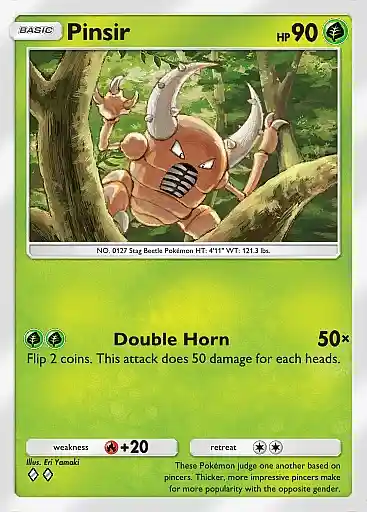 BASIC Pinsir HP 90
NO. 0127 Stag Beetle Pokémon HT: 4'11" WT: 121.3 lbs.
Double Horn 50×
Flip 2 coins. This attack does 50 damage for each heads.
weakness +20 retreat
Illus. Eri Yamaki
These Pokémon judge one another based on
pincers. Thicker, more impressive pincers make
for more popularity with the opposite gender.